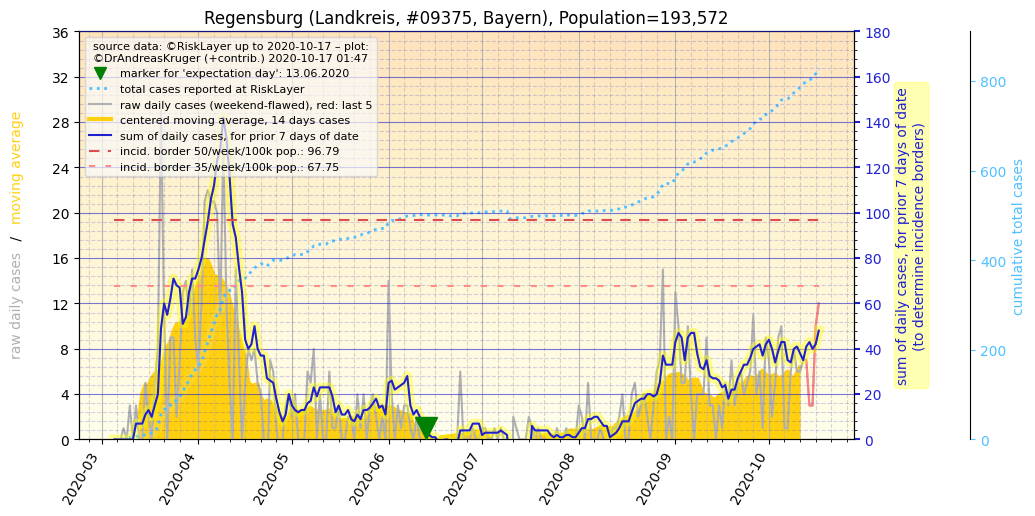 Regensburg (Landkreis, #09375, Bayern), Population=193,572
source data: ©RiskLayer up to 2020-10-17 – plot:
©DrAndreasKruger (+contrib.) 2020-10-17 01:47
marker for 'expectation day': 13.06.2020
total cases reported at RiskLayer
raw daily cases (weekend-flawed), red: last 5
centered moving average, 14 days cases
sum of daily cases, for prior 7 days of date
incid. border 50/week/100k pop.: 96.79
incid. border 35/week/100k pop.: 67.75
raw daily cases / moving average
36
32
28
24
20
16
12
8
4
0
180
160
140
120
100
80
60
40
20
0
sum of daily cases, for prior 7 days of date
(to determine incidence borders)
800
600
400
200
0
cumulative total cases
2020-03
2020-04
2020-05
2020-06
2020-07
2020-08
2020-09
2020-10